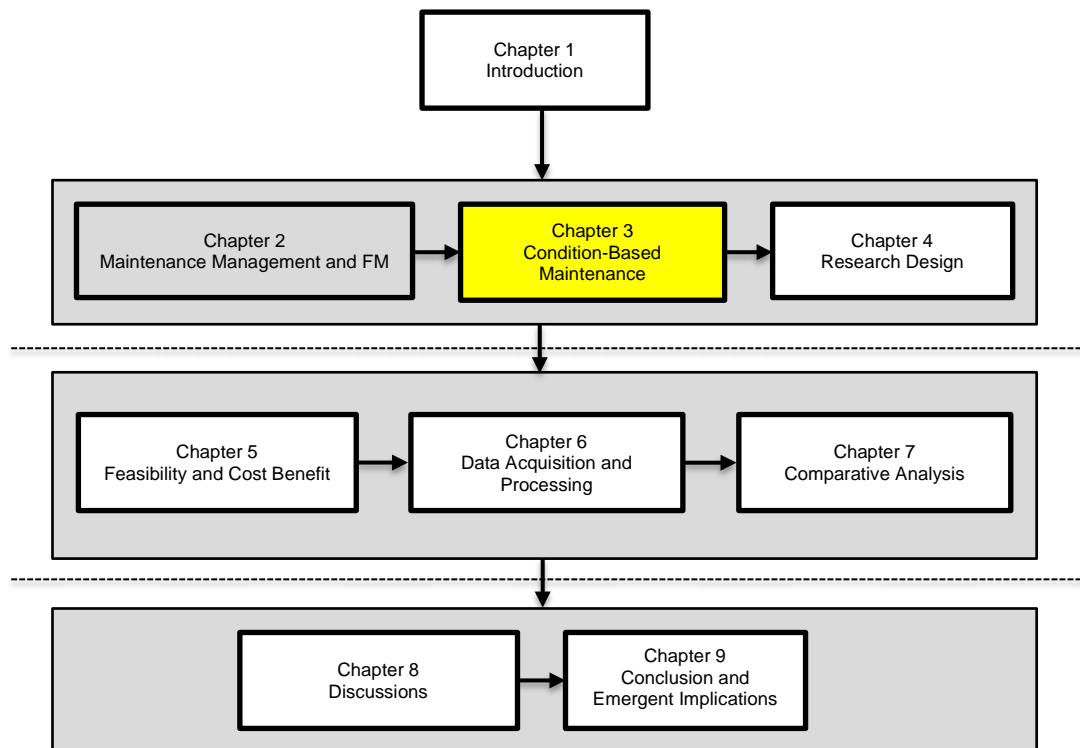 Chapter 1
Introduction
Chapter 2
Maintenance Management and FM
Chapter 3
Condition-Based
Maintenance
Chapter 4
Research Design
Chapter 5
Feasibility and Cost Benefit
Chapter 6
Data Acquisition and
Processing
Chapter 7
Comparative Analysis
Chapter 8
Discussions
Chapter 9
Conclusion and
Emergent Implications